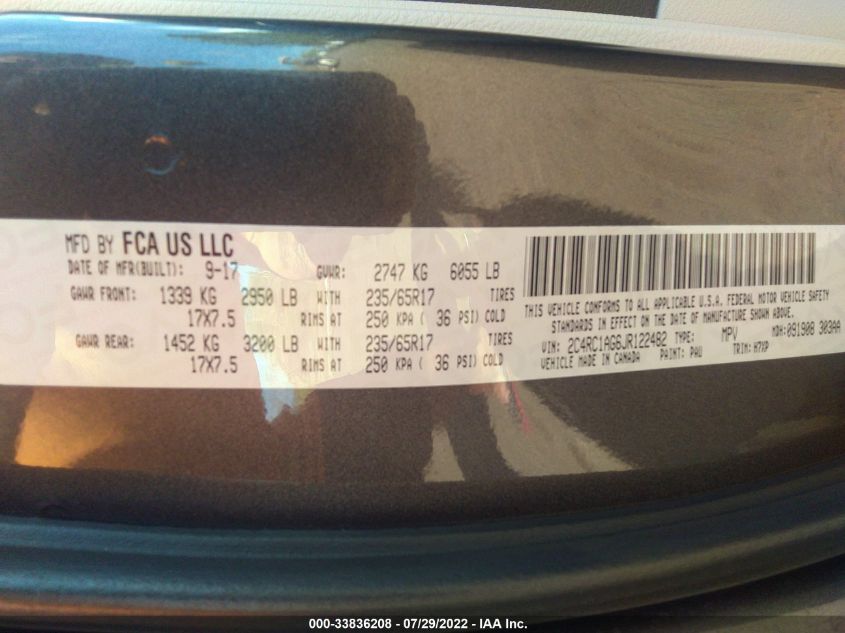 MFD BY FCA US LLC
DATE OF MFR(BUILT): 9-17 GVWR: 2747 KG 6055 LB
GAWR FRONT: 1339 KG 2950 LB WITH 235/65R17 TIRES
17X7.5 RIMS AT 250 KPA ( 36 PSI) COLD
GAWR REAR: 1452 KG 3200 LB WITH 235/65R17 TIRES
17X7.5 RIMS AT 250 KPA ( 36 PSI) COLD
THIS VEHICLE CONFORMS TO ALL APPLICABLE U.S.A. FEDERAL MOTOR VEHICLE SAFETY
STANDARDS IN EFFECT ON THE DATE OF MANUFACTURE SHOWN ABOVE.
VIN: 2C4RC1AG6JR122482 TYPE: MPV MDH: 091908 303AA
VEHICLE MADE IN CANADA PAINT: PAU TRIM: H7XP
000-33836208 - 07/29/2022 - IAA Inc.